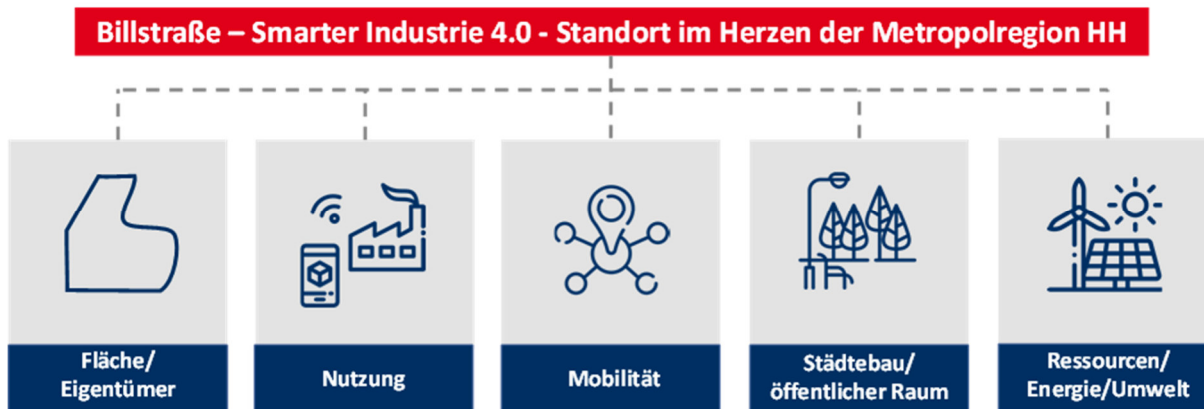 Billstraße – Smarter Industrie 4.0 - Standort im Herzen der Metropolregion HH
Fläche/
Eigentümer
Nutzung
Mobilität
Städtebau/
öffentlicher Raum
Ressourcen/
Energie/Umwelt